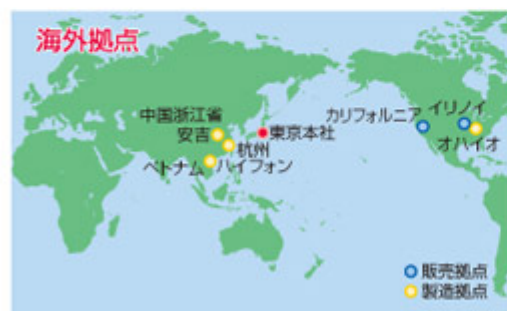 海外拠点
中国浙江省
安吉
杭州
ベトナム ハイフォン
東京本社
カリフォルニア
イリノイ
オハイオ
販売拠点
製造拠点